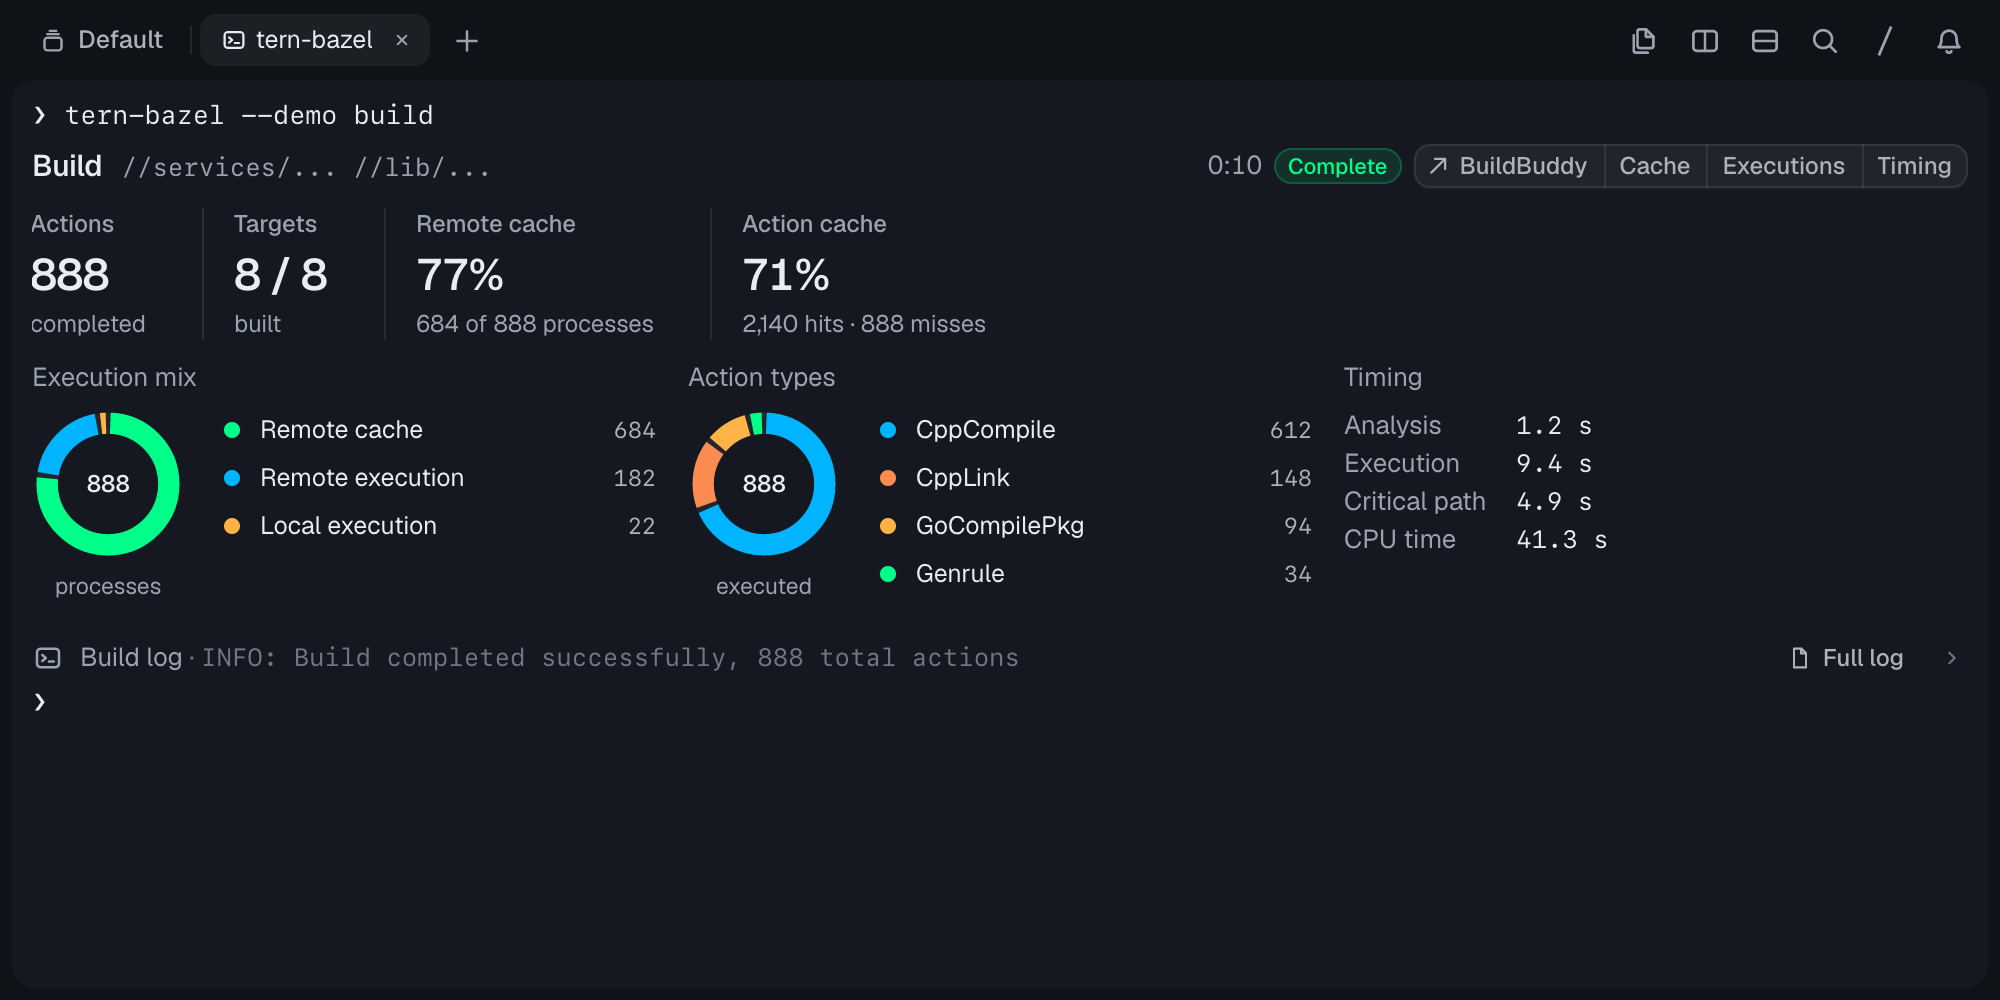 Default
tern-bazel ×
❯ tern-bazel --demo build
Build //services/... //lib/...
0:10 Complete BuildBuddy Cache Executions Timing
Actions
888
completed
Targets
8 / 8
built
Remote cache
77%
684 of 888 processes
Action cache
71%
2,140 hits · 888 misses
Execution mix
888
processes
Remote cache 684
Remote execution 182
Local execution 22
Action types
888
executed
CppCompile 612
CppLink 148
GoCompilePkg 94
Genrule 34
Timing
Analysis 1.2 s
Execution 9.4 s
Critical path 4.9 s
CPU time 41.3 s
Build log · INFO: Build completed successfully, 888 total actions
Full log
❯